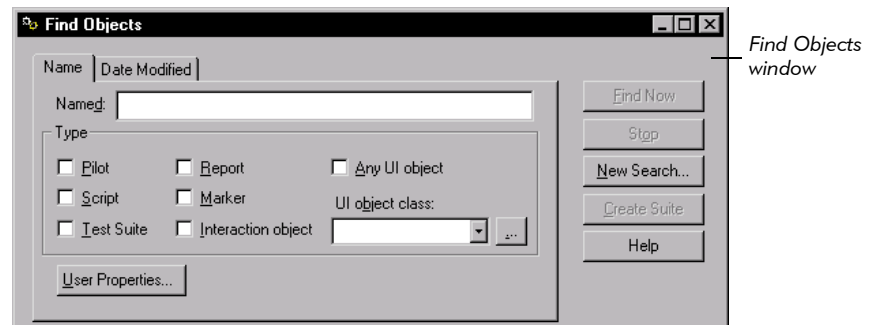 Find Objects
Find Objects
window
Name Date Modified
Named:
Find Now
Type
Stop
Pilot Report Any UI object
New Search...
Script Marker UI object class:
Create Suite
Test Suite Interaction object ...
Help
User Properties...